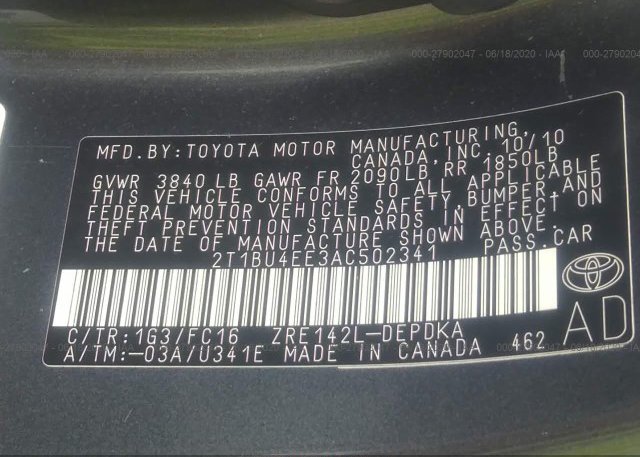 000-27902047 - 06/18/2020 - IAA
MFD.BY:TOYOTA MOTOR MANUFACTURING,
CANADA, INC. 10/10
GVWR 3840 LB GAWR FR 2090LB RR 1850LB
THIS VEHICLE CONFORMS TO ALL APPLICABLE
FEDERAL MOTOR VEHICLE SAFETY,BUMPER,AND
THEFT PREVENTION STANDARDS IN EFFECT ON
THE DATE OF MANUFACTURE SHOWN ABOVE.
2T1BU4EE3AC502341 PASS.CAR
C/TR:1G3/FC16 ZRE142L-DEPDKA
A/TM:-03A/U341E MADE IN CANADA 462
AD